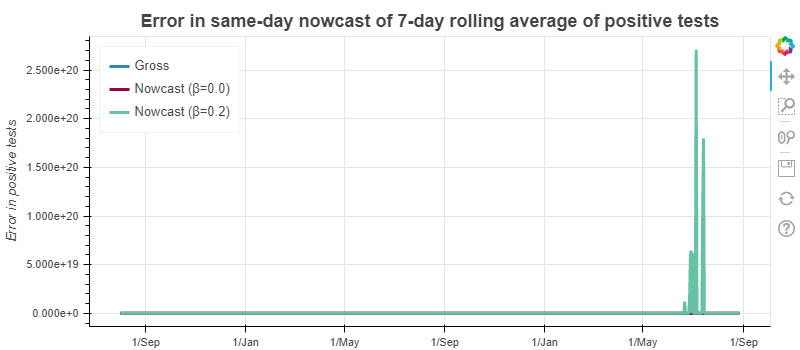 Error in same-day nowcast of 7-day rolling average of positive tests
Gross
Nowcast (β=0.0)
Nowcast (β=0.2)
Error in positive tests
2.500e+20
2.000e+20
1.500e+20
1.000e+20
5.000e+19
0.000e+0
1/Sep 1/Jan 1/May 1/Sep 1/Jan 1/May 1/Sep